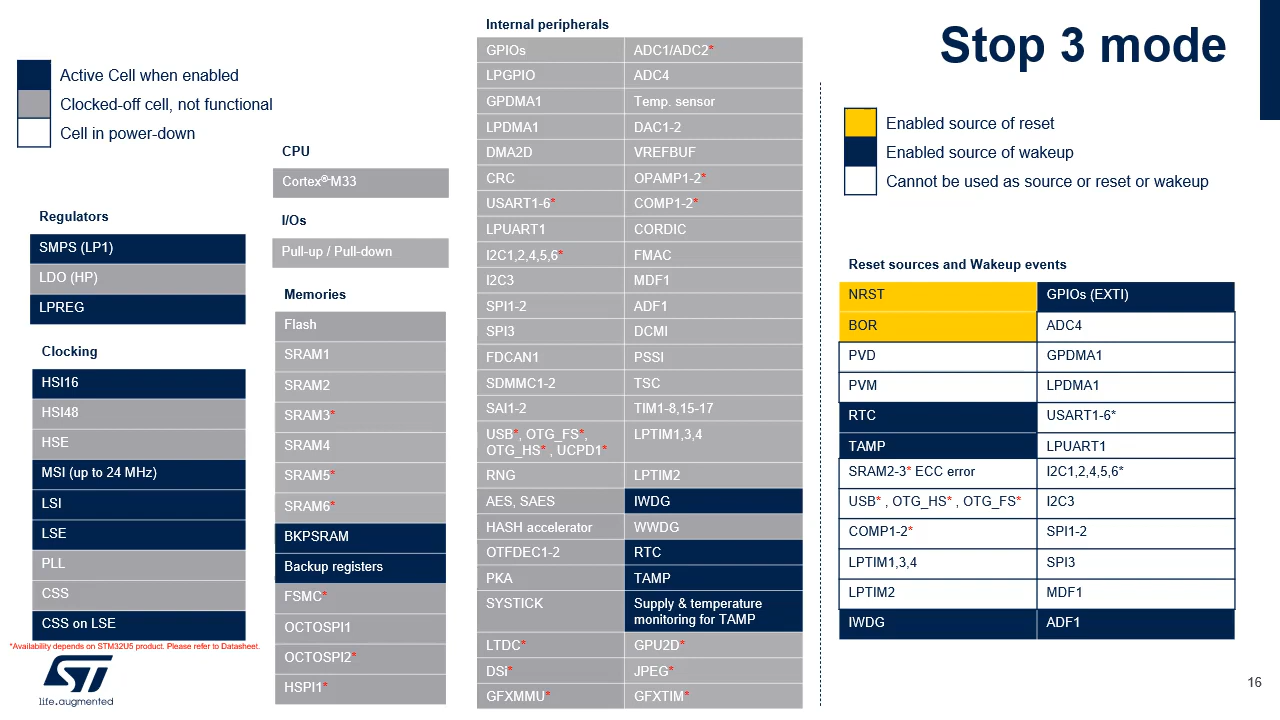 Stop 3 mode
Active Cell when enabled
Clocked-off cell, not functional
Cell in power-down
Regulators
SMPS (LP1)
LDO (HP)
LPREG
Clocking
HSI16
HSI48
HSE
MSI (up to 24 MHz)
LSI
LSE
PLL
CSS
CSS on LSE
*Availability depends on STM32U5 product. Please refer to Datasheet.
ST
life.augmented
CPU
Cortex®-M33
I/Os
Pull-up / Pull-down
Memories
Flash
SRAM1
SRAM2
SRAM3*
SRAM4
SRAM5*
SRAM6*
BKPSRAM
Backup registers
FSMC*
OCTOSPI1
OCTOSPI2*
HSPI1*
Internal peripherals
GPIOs ADC1/ADC2*
LPGPIO ADC4
GPDMA1 Temp. sensor
LPDMA1 DAC1-2
DMA2D VREFBUF
CRC OPAMP1-2*
USART1-6* COMP1-2*
LPUART1 CORDIC
I2C1,2,4,5,6* FMAC
I2C3 MDF1
SPI1-2 ADF1
SPI3 DCMI
FDCAN1 PSSI
SDMMC1-2 TSC
SAI1-2 TIM1-8,15-17
USB*, OTG_FS*, LPTIM1,3,4
OTG_HS* , UCPD1*
RNG LPTIM2
AES, SAES IWDG
HASH accelerator WWDG
OTFDEC1-2 RTC
PKA TAMP
SYSTICK Supply & temperature
monitoring for TAMP
LTDC* GPU2D*
DSi* JPEG*
GFXMMU* GFXTIM*
Enabled source of reset
Enabled source of wakeup
Cannot be used as source or reset or wakeup
Reset sources and Wakeup events
NRST GPIOs (EXTI)
BOR ADC4
PVD GPDMA1
PVM LPDMA1
RTC USART1-6*
TAMP LPUART1
SRAM2-3* ECC error I2C1,2,4,5,6*
USB* , OTG_HS* , OTG_FS* I2C3
COMP1-2* SPI1-2
LPTIM1,3,4 SPI3
LPTIM2 MDF1
IWDG ADF1
16